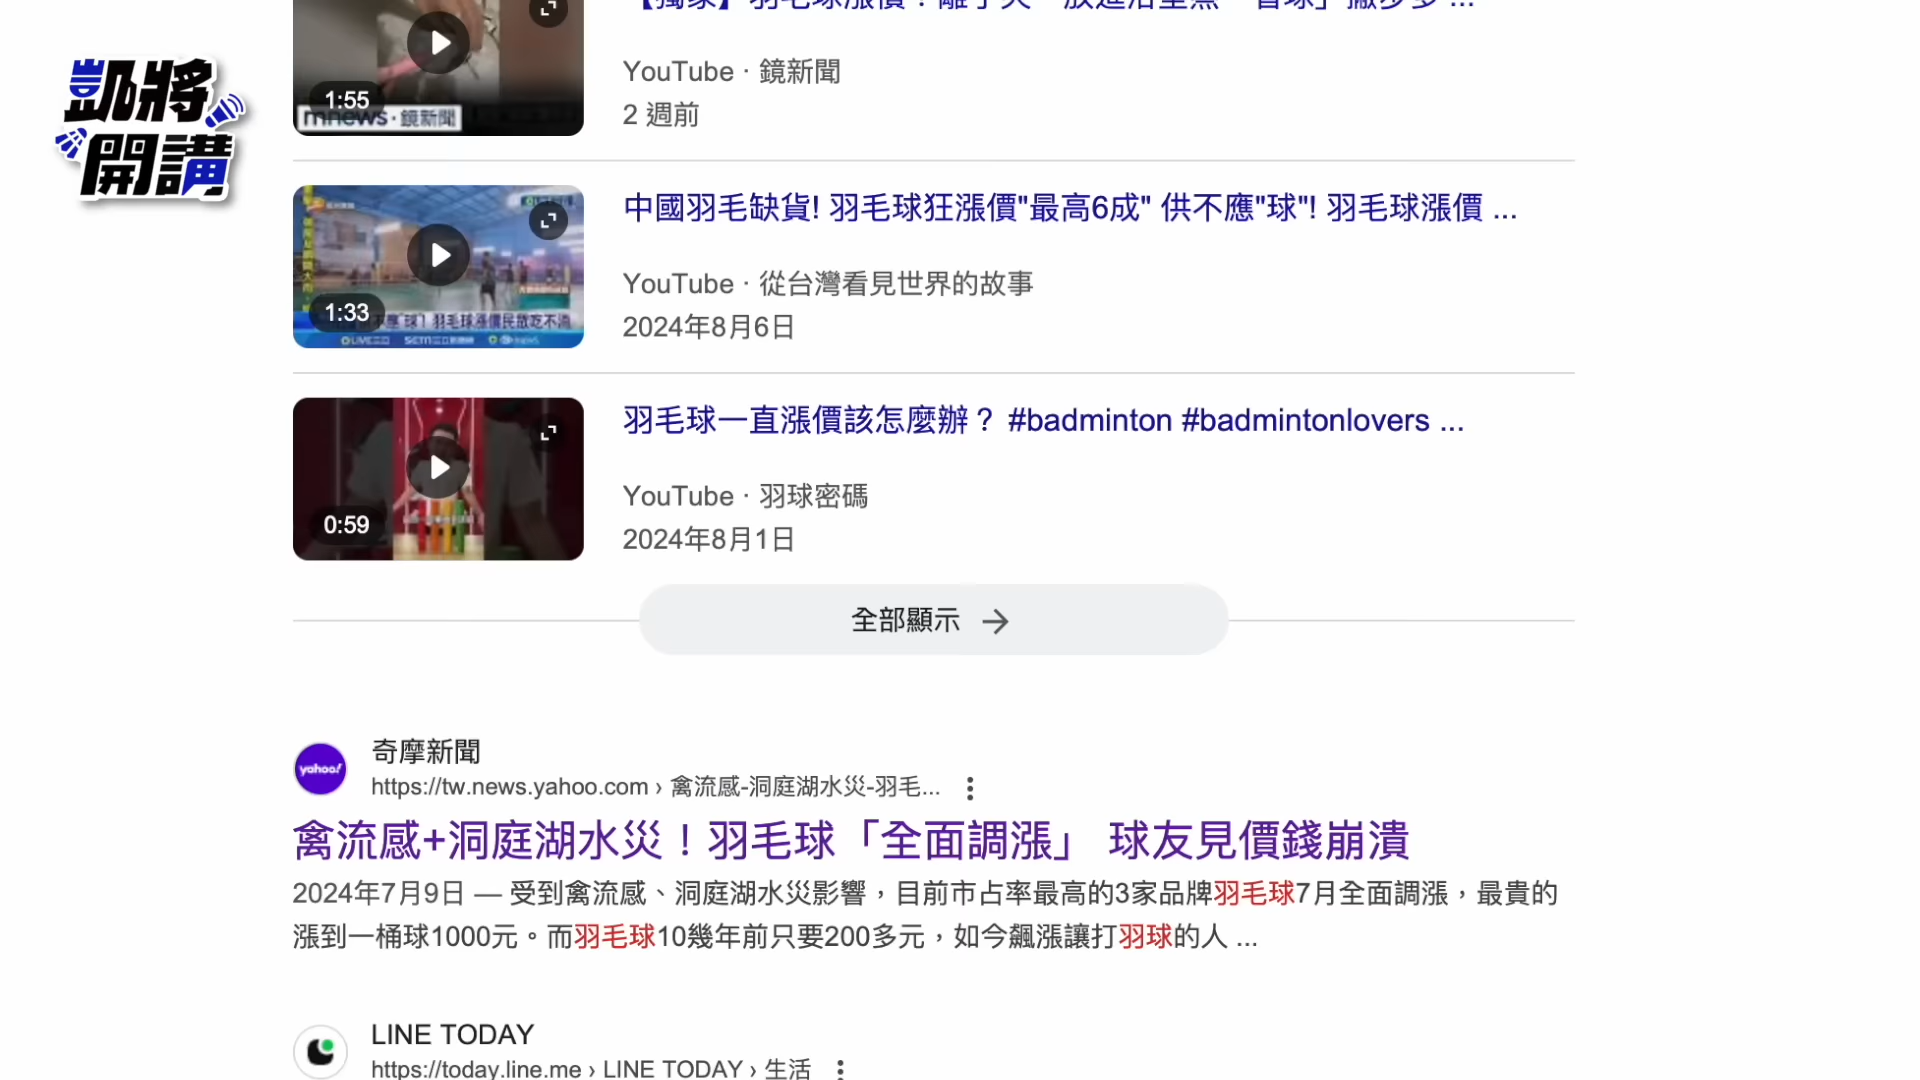 凱將
開講
1:55
mnews·鏡新聞
YouTube · 鏡新聞
2 週前
中國羽毛缺貨! 羽毛球狂漲價"最高6成" 供不應"球"! 羽毛球漲價 ...
1:33
YouTube · 從台灣看見世界的故事
2024年8月6日
羽毛球一直漲價該怎麼辦？ #badminton #badmintonlovers ...
0:59
YouTube · 羽球密碼
2024年8月1日
全部顯示
yahoo!
奇摩新聞
https://tw.news.yahoo.com › 禽流感-洞庭湖水災-羽毛...
禽流感+洞庭湖水災！羽毛球「全面調漲」 球友見價錢崩潰
2024年7月9日 — 受到禽流感、洞庭湖水災影響，目前市占率最高的3家品牌羽毛球7月全面調漲，最貴的
漲到一桶球1000元。而羽毛球10幾年前只要200多元，如今飆漲讓打羽球的人 ...
LINE TODAY
https://today.line.me › LINE TODAY › 生活